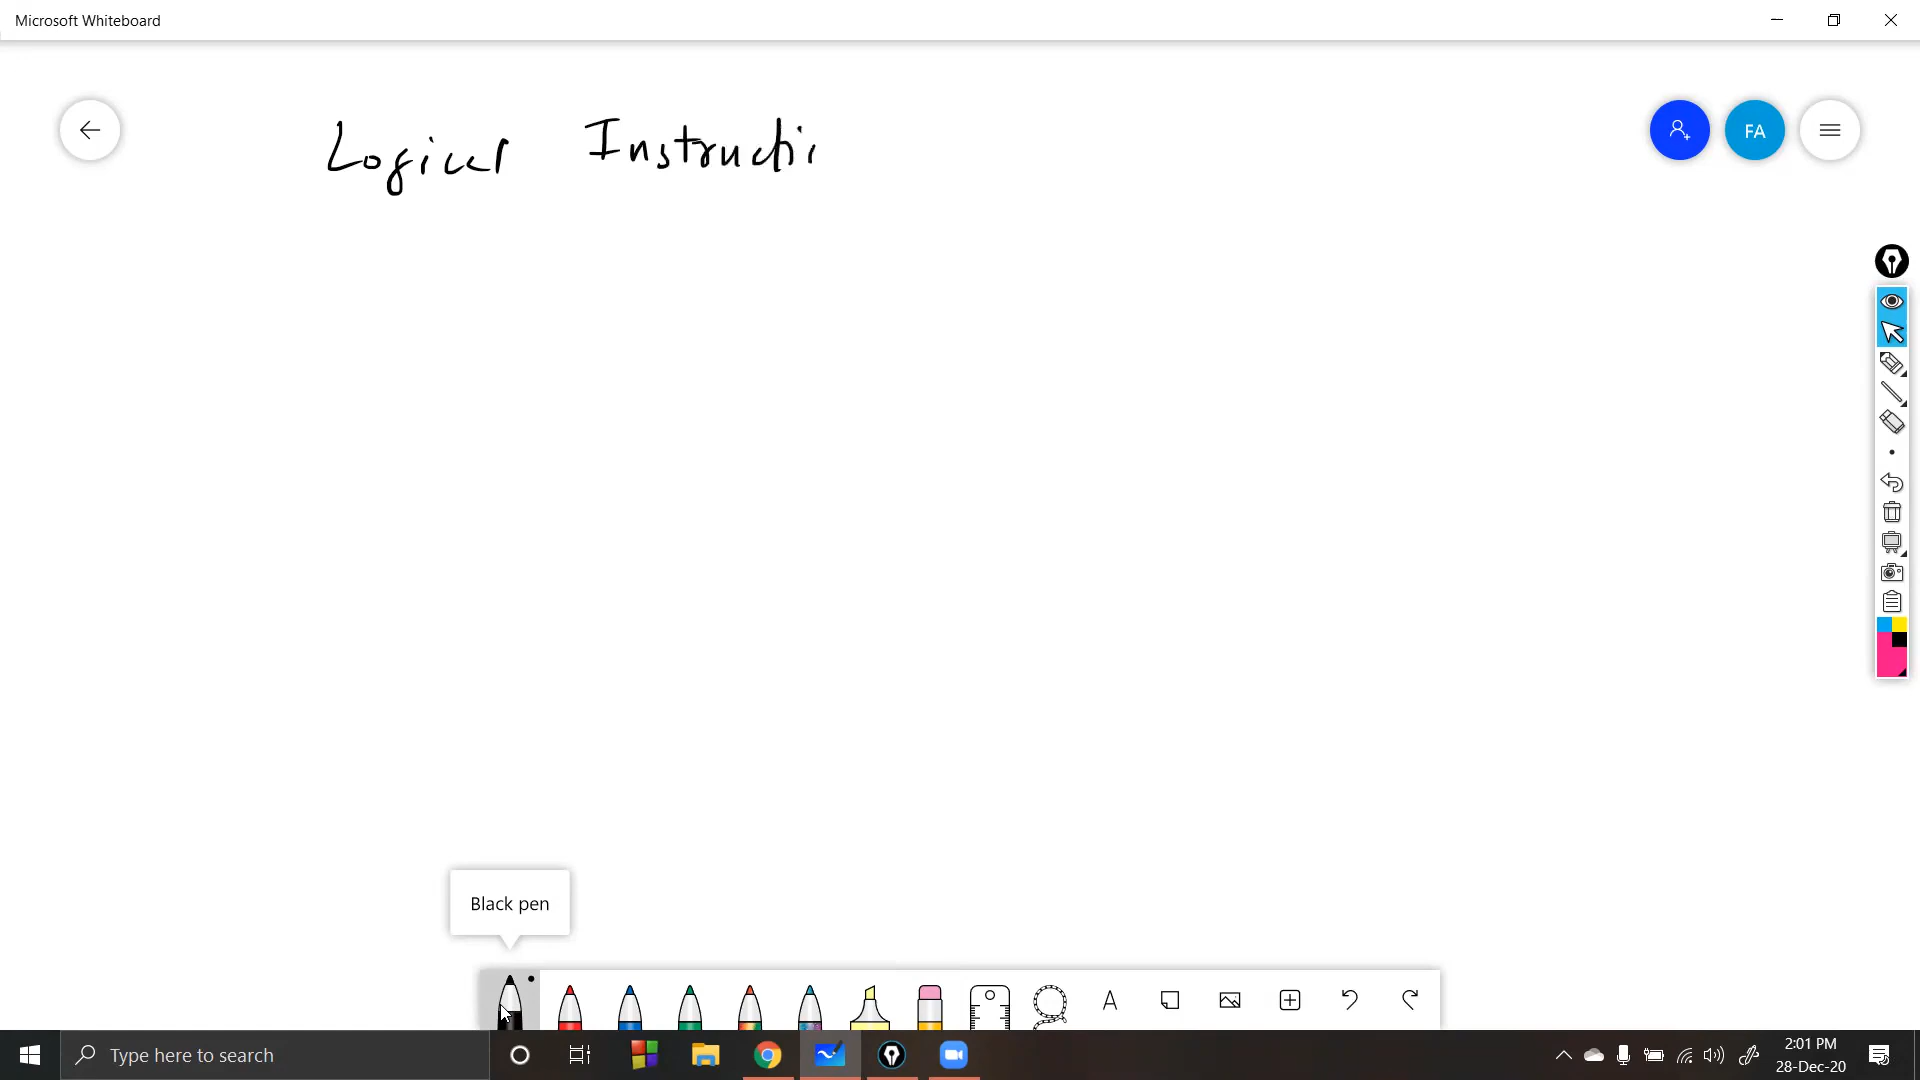 Microsoft Whiteboard
Logical Instructi
FA
Black pen
A
Type here to search
2:01 PM
28-Dec-20